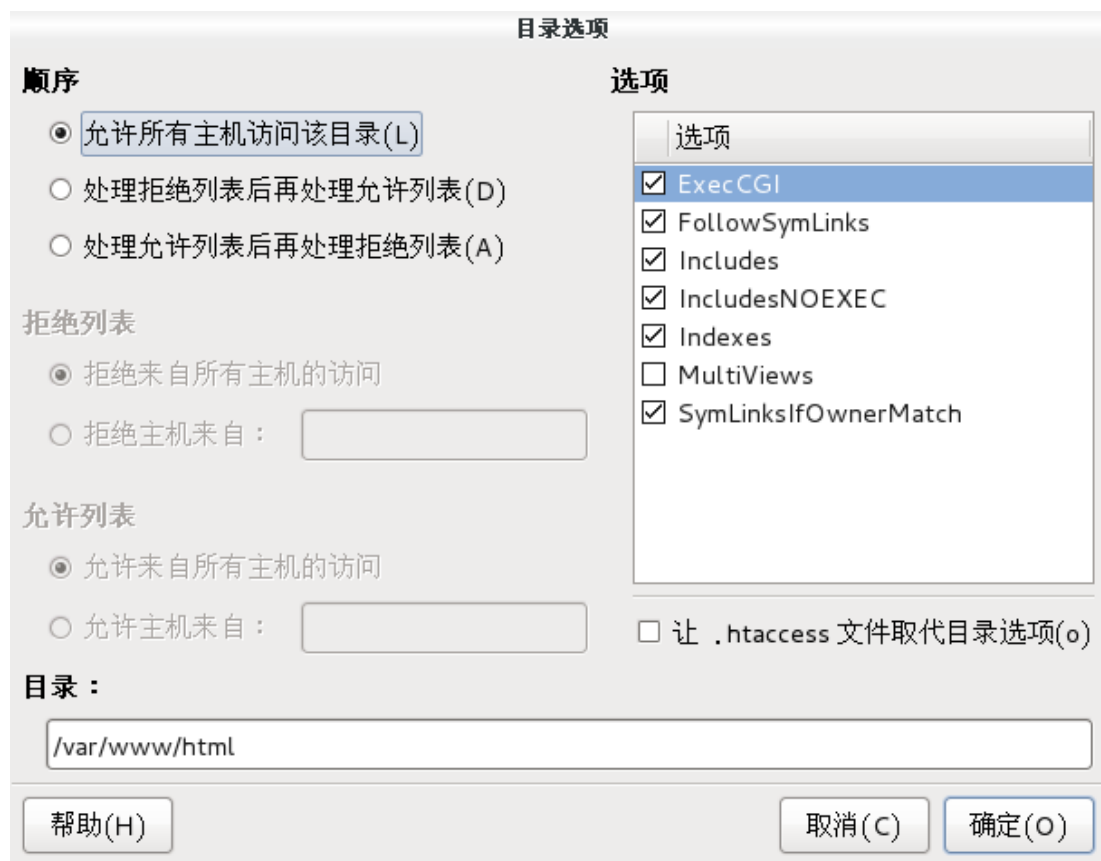 目录选项
顺序
允许所有主机访问该目录(L)
处理拒绝列表后再处理允许列表(D)
处理允许列表后再处理拒绝列表(A)
拒绝列表
拒绝来自所有主机的访问
拒绝主机来自：
允许列表
允许来自所有主机的访问
允许主机来自：
选项
选项
ExecCGI
FollowSymLinks
Includes
IncludesNOEXEC
Indexes
MultiViews
SymLinksIfOwnerMatch
让 .htaccess 文件取代目录选项(o)
目录：
/var/www/html
帮助(H)
取消(C)
确定(O)